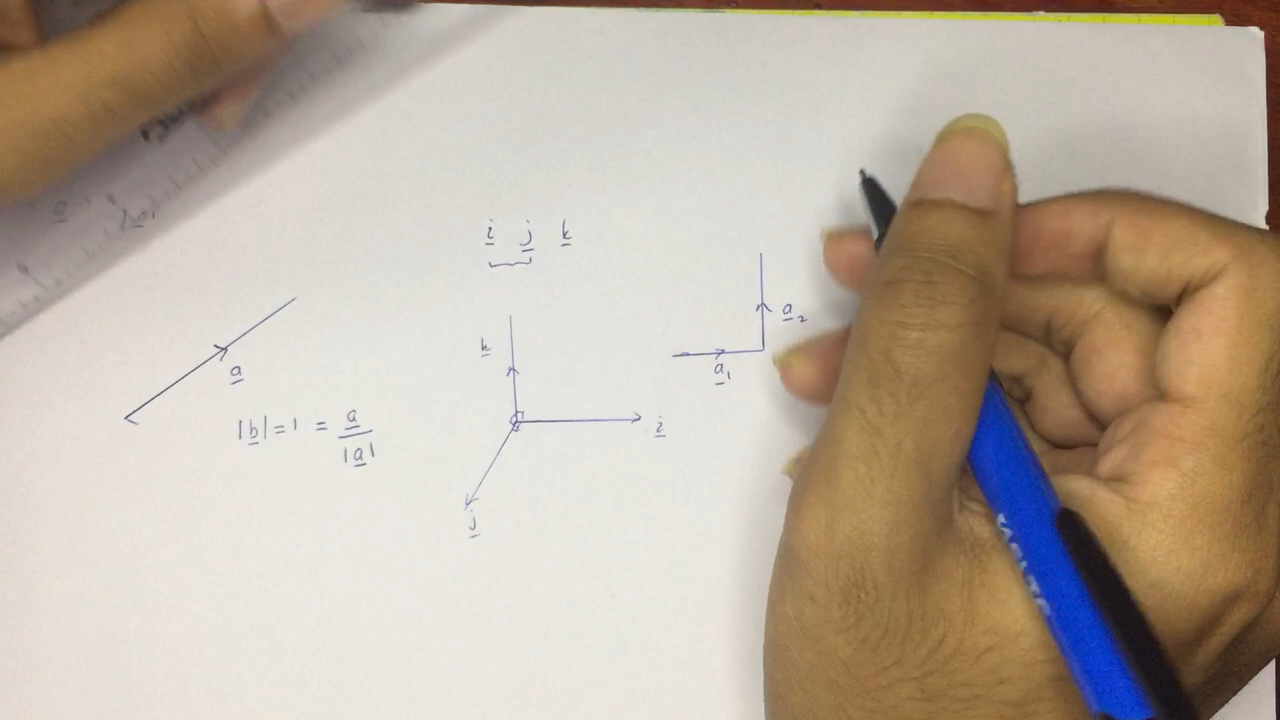 i j k
a
|b| = 1 = a / |a|
k
i
j
a₂
a₁